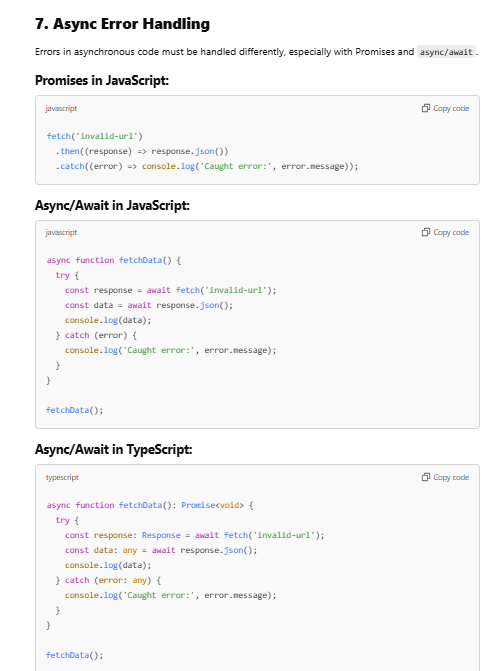 7. Async Error Handling
Errors in asynchronous code must be handled differently, especially with Promises and async/await.
Promises in JavaScript:
javascript
Copy code
fetch('invalid-url')
  .then((response) => response.json())
  .catch((error) => console.log('Caught error:', error.message));
Async/Await in JavaScript:
javascript
Copy code
async function fetchData() {
  try {
    const response = await fetch('invalid-url');
    const data = await response.json();
    console.log(data);
  } catch (error) {
    console.log('Caught error:', error.message);
  }
}
fetchData();
Async/Await in TypeScript:
typescript
Copy code
async function fetchData(): Promise<void> {
  try {
    const response: Response = await fetch('invalid-url');
    const data: any = await response.json();
    console.log(data);
  } catch (error: any) {
    console.log('Caught error:', error.message);
  }
}
fetchData();